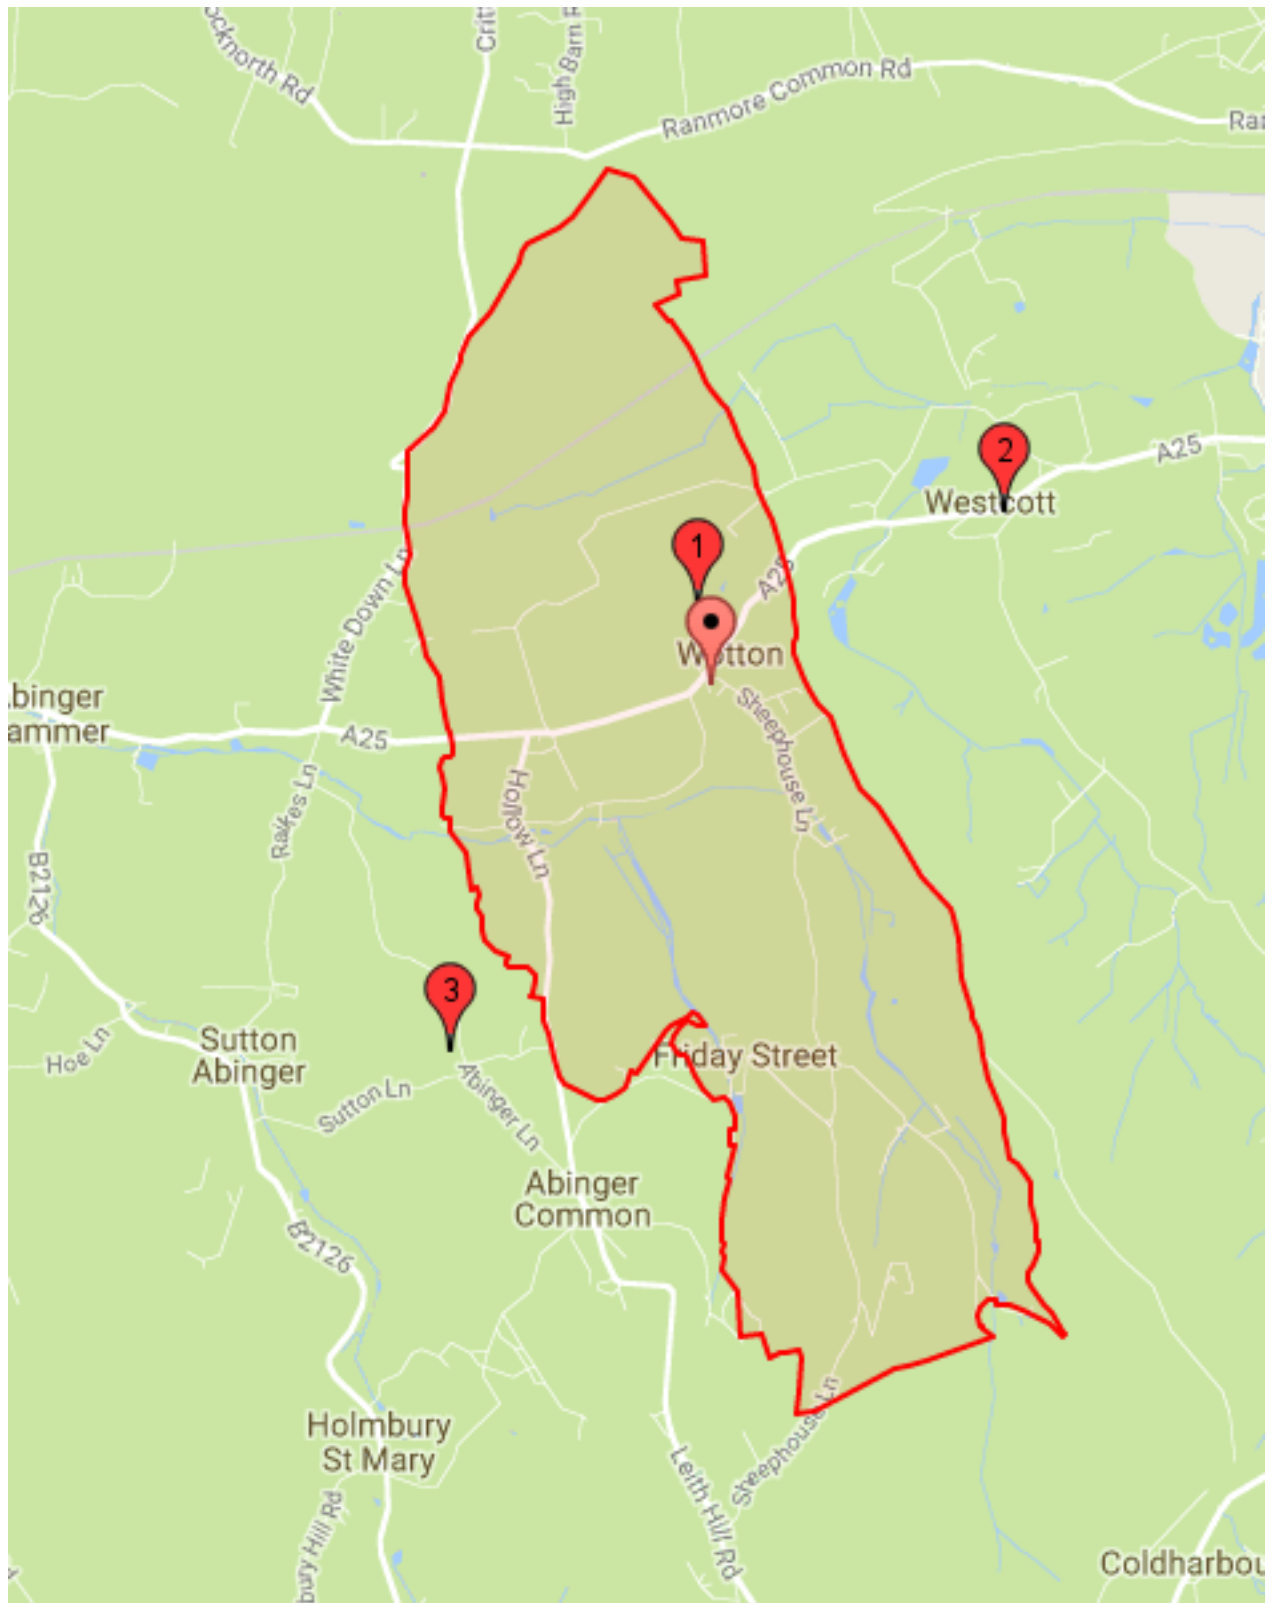 ocknorth Rd
Crit
High Barn R
Ranmore Common Rd
Ra
2
A25
Westcott
1
A25
Wotton
White Down Ln
binger
ammer
A25
Sheephouse Ln
Raikes Ln
Hollow Ln
B2126
3
Sutton
Abinger
Hoe Ln
Friday Street
Sutton Ln
Abinger Ln
Abinger
Common
B2126
Holmbury
St Mary
Sheephouse Ln
Leith Hill Rd
bury Hill Rd
Coldharbou